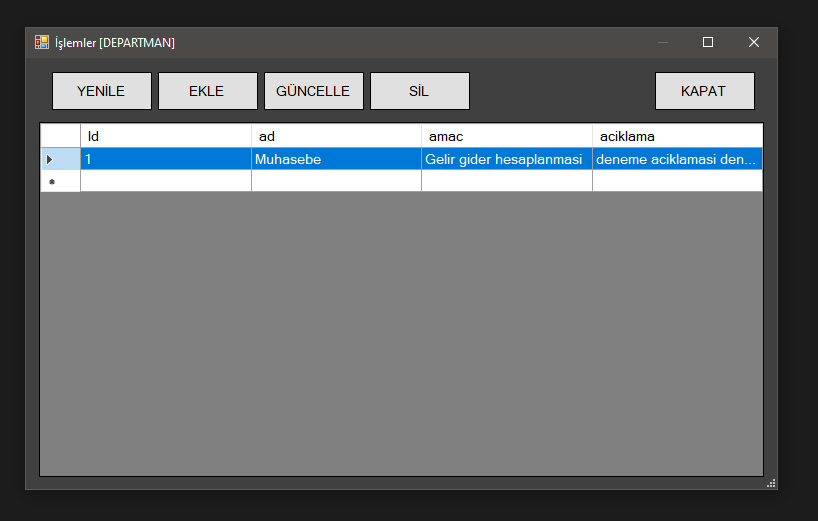 İşlemler [DEPARTMAN]
YENİLE EKLE GÜNCELLE SİL KAPAT
Id ad amac aciklama
1 Muhasebe Gelir gider hesaplanmasi deneme aciklamasi den...